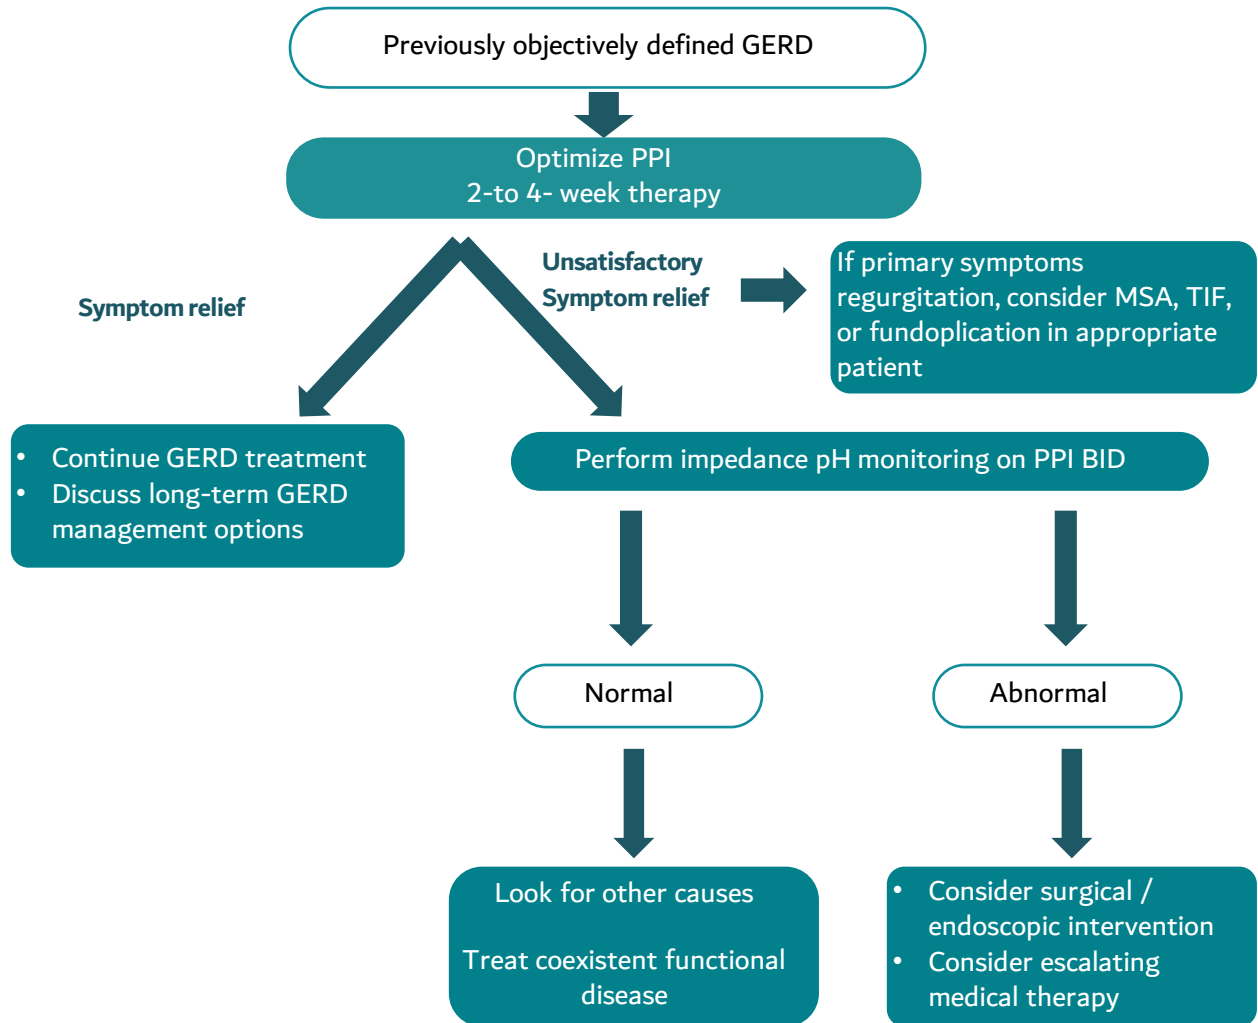 Previously objectively defined GERD
Optimize PPI
2-to 4- week therapy
Symptom relief
Unsatisfactory
Symptom relief
If primary symptoms
regurgitation, consider MSA, TIF,
or fundoplication in appropriate
patient
• Continue GERD treatment
• Discuss long-term GERD
management options
Perform impedance pH monitoring on PPI BID
Normal
Abnormal
Look for other causes
Treat coexistent functional
disease
• Consider surgical /
endoscopic intervention
• Consider escalating
medical therapy